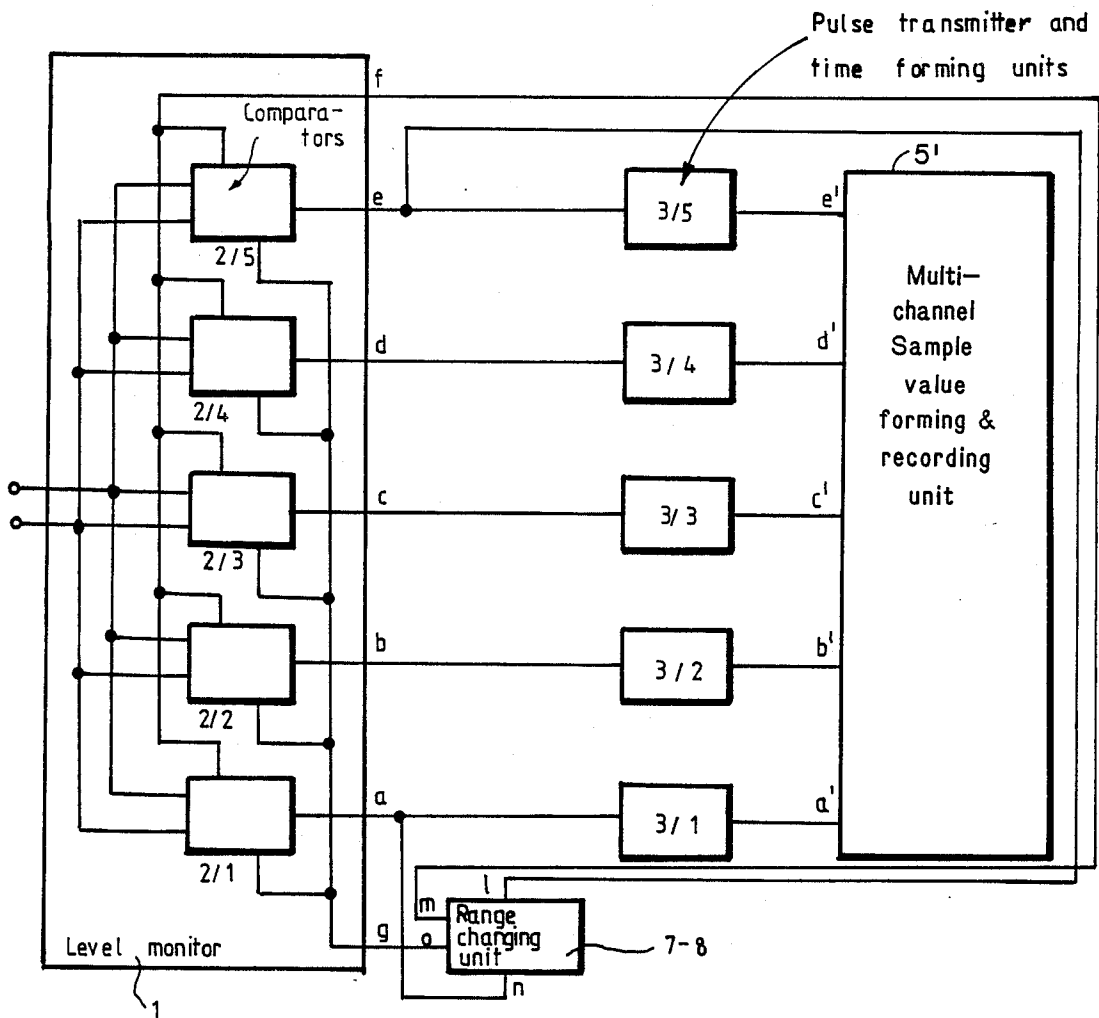 Pulse transmitter and
time forming units
f
Compara-
tors
5'
e
3/5
e'
2/5
Multi-
channel
Sample
value
forming &
recording
unit
d
3/4
d'
2/4
c
3/3
c'
2/3
b
3/2
b'
2/2
a
3/1
a'
2/1
l
m
Range
changing
unit
g
o
7-8
n
Level monitor
1